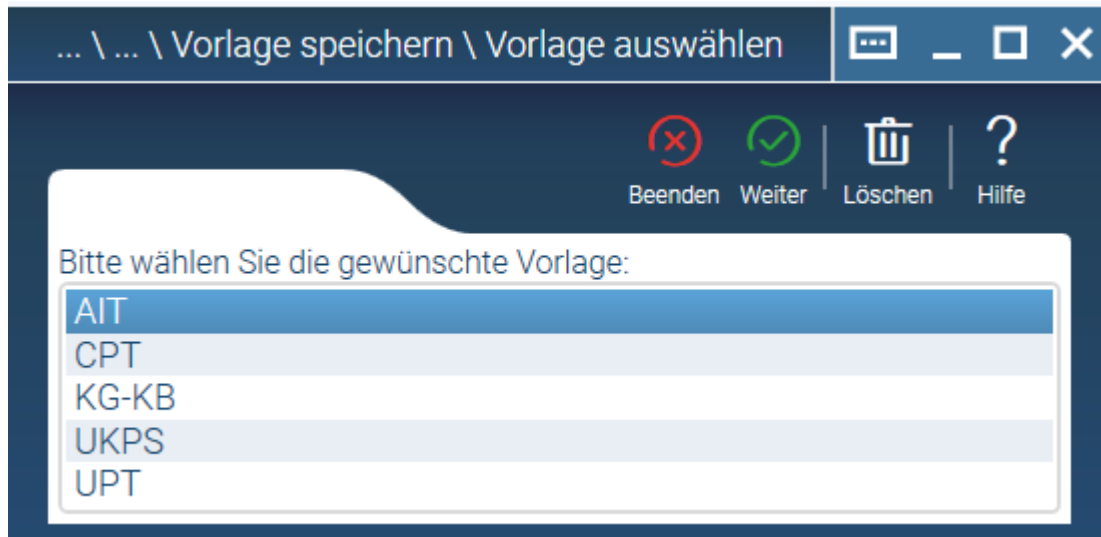 ... \ ... \ Vorlage speichern \ Vorlage auswählen
Beenden Weiter Löschen Hilfe
Bitte wählen Sie die gewünschte Vorlage:
AIT
CPT
KG-KB
UKPS
UPT